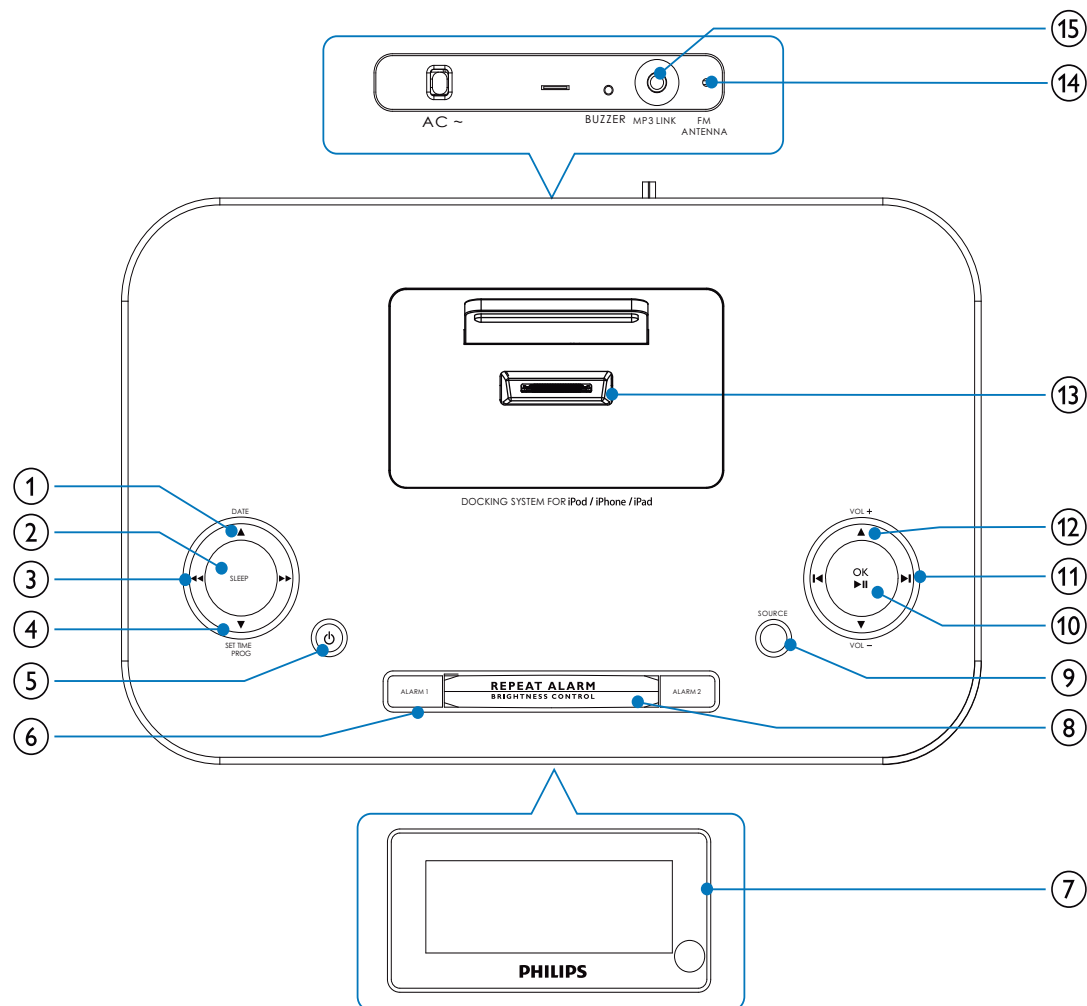 15
14
AC ~
BUZZER
MP3 LINK
FM
ANTENNA
13
DOCKING SYSTEM FOR iPod / iPhone / iPad
1
2
3
4
5
6
DATE
▲
◀◀
SLEEP
▶▶
▼
SET TIME
PROG
VOL +
▲
OK
▶II
I◀
▶I
▼
VOL −
SOURCE
12
11
10
9
8
ALARM 1
REPEAT ALARM
BRIGHTNESS CONTROL
ALARM 2
7
PHILIPS